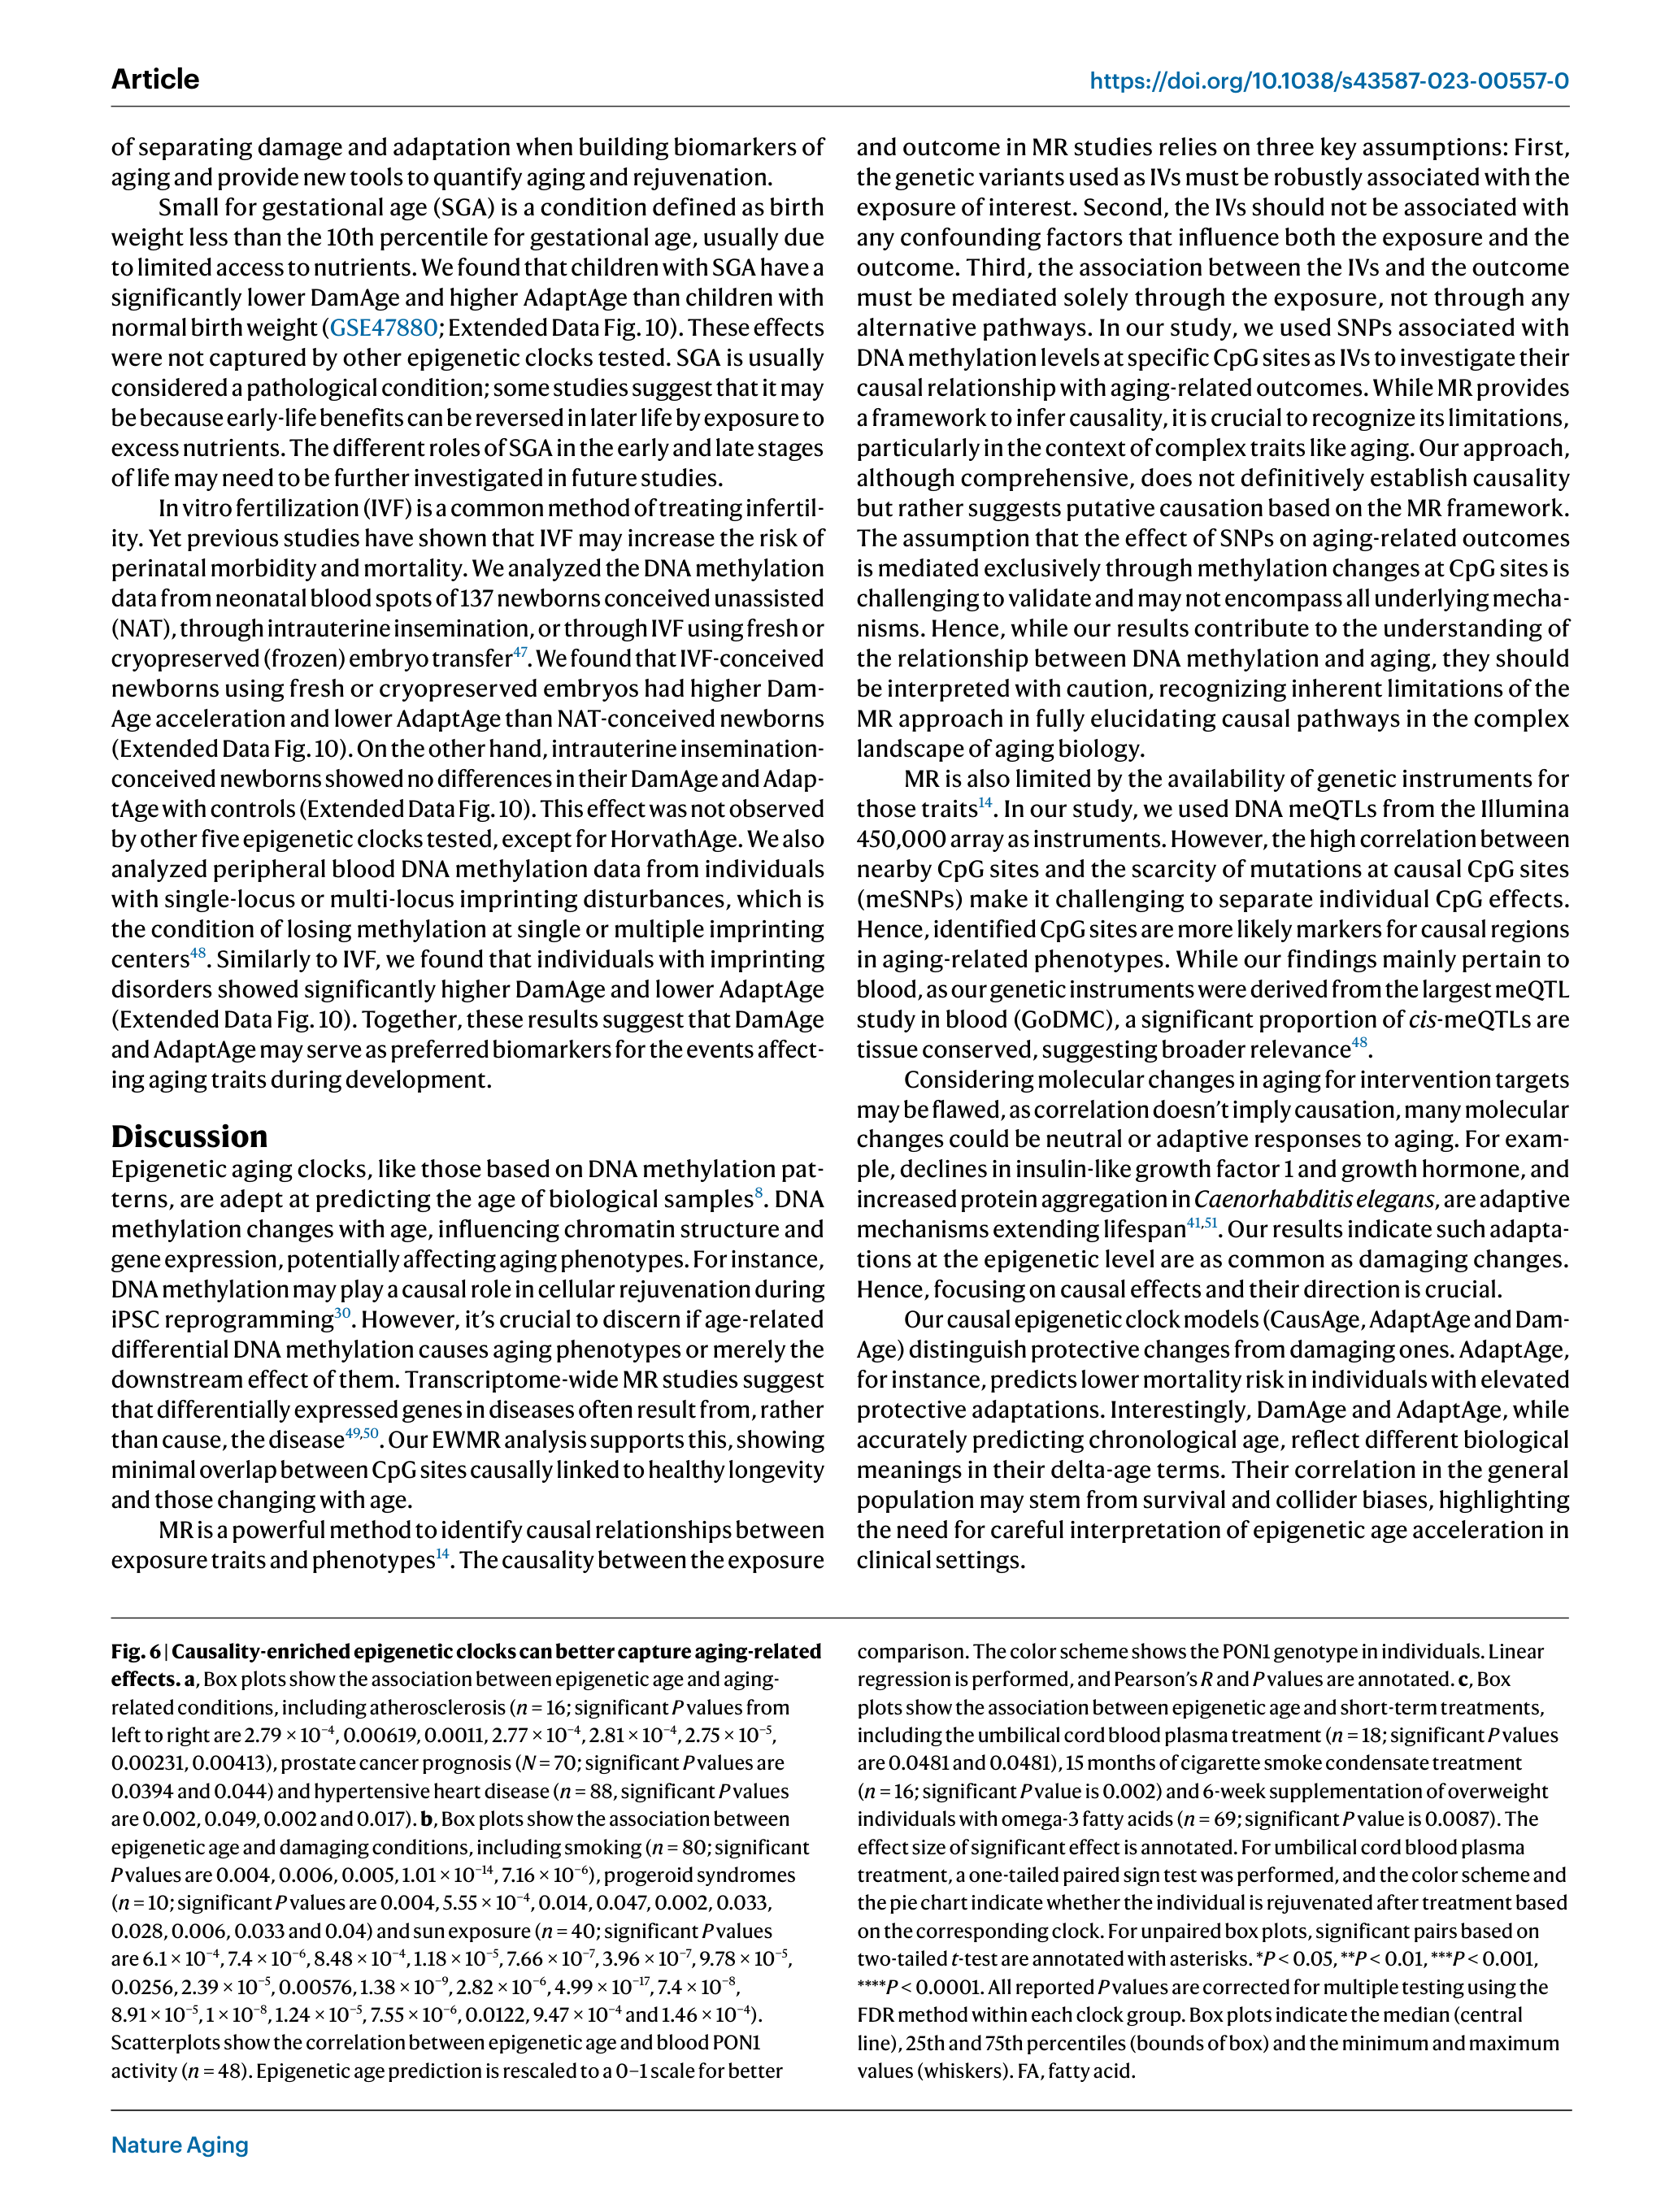 Article
https://doi.org/10.1038/s43587-023-00557-0
of separating damage and adaptation when building biomarkers of
aging and provide new tools to quantify aging and rejuvenation.
Small for gestational age (SGA) is a condition defined as birth
weight less than the 10th percentile for gestational age, usually due
to limited access to nutrients. We found that children with SGA have a
significantly lower DamAge and higher AdaptAge than children with
normal birth weight (GSE47880; Extended Data Fig. 10). These effects
were not captured by other epigenetic clocks tested. SGA is usually
considered a pathological condition; some studies suggest that it may
be because early-life benefits can be reversed in later life by exposure to
excess nutrients. The different roles of SGA in the early and late stages
of life may need to be further investigated in future studies.
In vitro fertilization (IVF) is a common method of treating infertil-
ity. Yet previous studies have shown that IVF may increase the risk of
perinatal morbidity and mortality. We analyzed the DNA methylation
data from neonatal blood spots of 137 newborns conceived unassisted
(NAT), through intrauterine insemination, or through IVF using fresh or
cryopreserved (frozen) embryo transfer47. We found that IVF-conceived
newborns using fresh or cryopreserved embryos had higher Dam-
Age acceleration and lower AdaptAge than NAT-conceived newborns
(Extended Data Fig. 10). On the other hand, intrauterine insemination-
conceived newborns showed no differences in their DamAge and Adap-
tAge with controls (Extended Data Fig. 10). This effect was not observed
by other five epigenetic clocks tested, except for HorvathAge. We also
analyzed peripheral blood DNA methylation data from individuals
with single-locus or multi-locus imprinting disturbances, which is
the condition of losing methylation at single or multiple imprinting
centers48. Similarly to IVF, we found that individuals with imprinting
disorders showed significantly higher DamAge and lower AdaptAge
(Extended Data Fig. 10). Together, these results suggest that DamAge
and AdaptAge may serve as preferred biomarkers for the events affect-
ing aging traits during development.
Discussion
Epigenetic aging clocks, like those based on DNA methylation pat-
terns, are adept at predicting the age of biological samples8. DNA
methylation changes with age, influencing chromatin structure and
gene expression, potentially affecting aging phenotypes. For instance,
DNA methylation may play a causal role in cellular rejuvenation during
iPSC reprogramming30. However, it's crucial to discern if age-related
differential DNA methylation causes aging phenotypes or merely the
downstream effect of them. Transcriptome-wide MR studies suggest
that differentially expressed genes in diseases often result from, rather
than cause, the disease49,50. Our EWMR analysis supports this, showing
minimal overlap between CpG sites causally linked to healthy longevity
and those changing with age.
MR is a powerful method to identify causal relationships between
exposure traits and phenotypes14. The causality between the exposure
and outcome in MR studies relies on three key assumptions: First,
the genetic variants used as IVs must be robustly associated with the
exposure of interest. Second, the IVs should not be associated with
any confounding factors that influence both the exposure and the
outcome. Third, the association between the IVs and the outcome
must be mediated solely through the exposure, not through any
alternative pathways. In our study, we used SNPs associated with
DNA methylation levels at specific CpG sites as IVs to investigate their
causal relationship with aging-related outcomes. While MR provides
a framework to infer causality, it is crucial to recognize its limitations,
particularly in the context of complex traits like aging. Our approach,
although comprehensive, does not definitively establish causality
but rather suggests putative causation based on the MR framework.
The assumption that the effect of SNPs on aging-related outcomes
is mediated exclusively through methylation changes at CpG sites is
challenging to validate and may not encompass all underlying mecha-
nisms. Hence, while our results contribute to the understanding of
the relationship between DNA methylation and aging, they should
be interpreted with caution, recognizing inherent limitations of the
MR approach in fully elucidating causal pathways in the complex
landscape of aging biology.
MR is also limited by the availability of genetic instruments for
those traits14. In our study, we used DNA meQTLs from the Illumina
450,000 array as instruments. However, the high correlation between
nearby CpG sites and the scarcity of mutations at causal CpG sites
(meSNPs) make it challenging to separate individual CpG effects.
Hence, identified CpG sites are more likely markers for causal regions
in aging-related phenotypes. While our findings mainly pertain to
blood, as our genetic instruments were derived from the largest meQTL
study in blood (GoDMC), a significant proportion of cis-meQTLs are
tissue conserved, suggesting broader relevance48.
Considering molecular changes in aging for intervention targets
may be flawed, as correlation doesn't imply causation, many molecular
changes could be neutral or adaptive responses to aging. For exam-
ple, declines in insulin-like growth factor 1 and growth hormone, and
increased protein aggregation in Caenorhabditis elegans, are adaptive
mechanisms extending lifespan41,51. Our results indicate such adapta-
tions at the epigenetic level are as common as damaging changes.
Hence, focusing on causal effects and their direction is crucial.
Our causal epigenetic clock models (CausAge, AdaptAge and Dam-
Age) distinguish protective changes from damaging ones. AdaptAge,
for instance, predicts lower mortality risk in individuals with elevated
protective adaptations. Interestingly, DamAge and AdaptAge, while
accurately predicting chronological age, reflect different biological
meanings in their delta-age terms. Their correlation in the general
population may stem from survival and collider biases, highlighting
the need for careful interpretation of epigenetic age acceleration in
clinical settings.
Fig. 6 | Causality-enriched epigenetic clocks can better capture aging-related
effects. a, Box plots show the association between epigenetic age and aging-
related conditions, including atherosclerosis (n = 16; significant P values from
left to right are 2.79 × 10−4, 0.00619, 0.0011, 2.77 × 10−4, 2.81 × 10−4, 2.75 × 10−5,
0.00231, 0.00413), prostate cancer prognosis (N = 70; significant P values are
0.0394 and 0.044) and hypertensive heart disease (n = 88, significant P values
are 0.002, 0.049, 0.002 and 0.017). b, Box plots show the association between
epigenetic age and damaging conditions, including smoking (n = 80; significant
P values are 0.004, 0.006, 0.005, 1.01 × 10−14, 7.16 × 10−6), progeroid syndromes
(n = 10; significant P values are 0.004, 5.55 × 10−4, 0.014, 0.047, 0.002, 0.033,
0.028, 0.006, 0.033 and 0.04) and sun exposure (n = 40; significant P values
are 6.1 × 10−4, 7.4 × 10−6, 8.48 × 10−4, 1.18 × 10−5, 7.66 × 10−7, 3.96 × 10−7, 9.78 × 10−5,
0.0256, 2.39 × 10−5, 0.00576, 1.38 × 10−9, 2.82 × 10−6, 4.99 × 10−17, 7.4 × 10−8,
8.91 × 10−5, 1 × 10−8, 1.24 × 10−5, 7.55 × 10−6, 0.0122, 9.47 × 10−4 and 1.46 × 10−4).
Scatterplots show the correlation between epigenetic age and blood PON1
activity (n = 48). Epigenetic age prediction is rescaled to a 0–1 scale for better
comparison. The color scheme shows the PON1 genotype in individuals. Linear
regression is performed, and Pearson's R and P values are annotated. c, Box
plots show the association between epigenetic age and short-term treatments,
including the umbilical cord blood plasma treatment (n = 18; significant P values
are 0.0481 and 0.0481), 15 months of cigarette smoke condensate treatment
(n = 16; significant P value is 0.002) and 6-week supplementation of overweight
individuals with omega-3 fatty acids (n = 69; significant P value is 0.0087). The
effect size of significant effect is annotated. For umbilical cord blood plasma
treatment, a one-tailed paired sign test was performed, and the color scheme and
the pie chart indicate whether the individual is rejuvenated after treatment based
on the corresponding clock. For unpaired box plots, significant pairs based on
two-tailed t-test are annotated with asterisks. *P < 0.05, **P < 0.01, ***P < 0.001,
****P < 0.0001. All reported P values are corrected for multiple testing using the
FDR method within each clock group. Box plots indicate the median (central
line), 25th and 75th percentiles (bounds of box) and the minimum and maximum
values (whiskers). FA, fatty acid.
Nature Aging